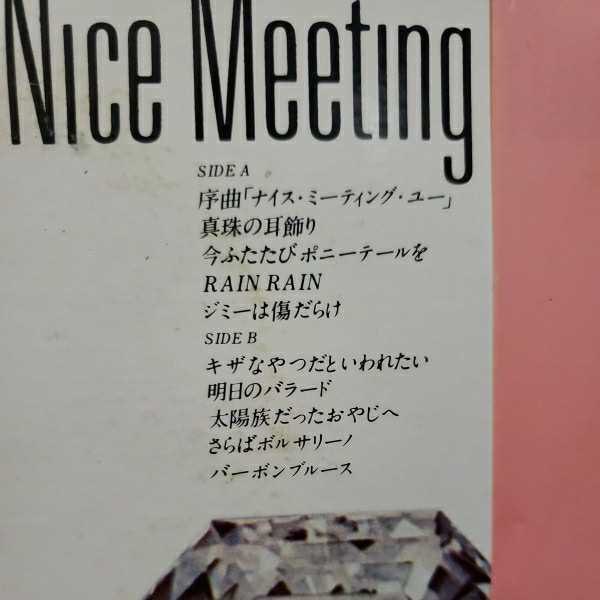 Nice Meeting
SIDE A
序曲「ナイス・ミーティング・ユー」
真珠の耳飾り
今ふたたびポニーテールを
RAIN RAIN
ジミーは傷だらけ
SIDE B
キザなやつだといわれたい
明日のバラード
太陽族だったおやじへ
さらばボルサリーノ
バーボンブルース